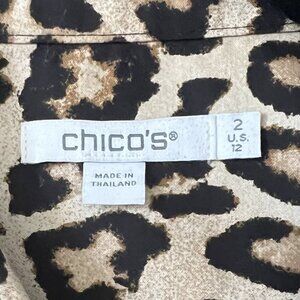 chico's®
2
U.S.
12
MADE IN
THAILAND